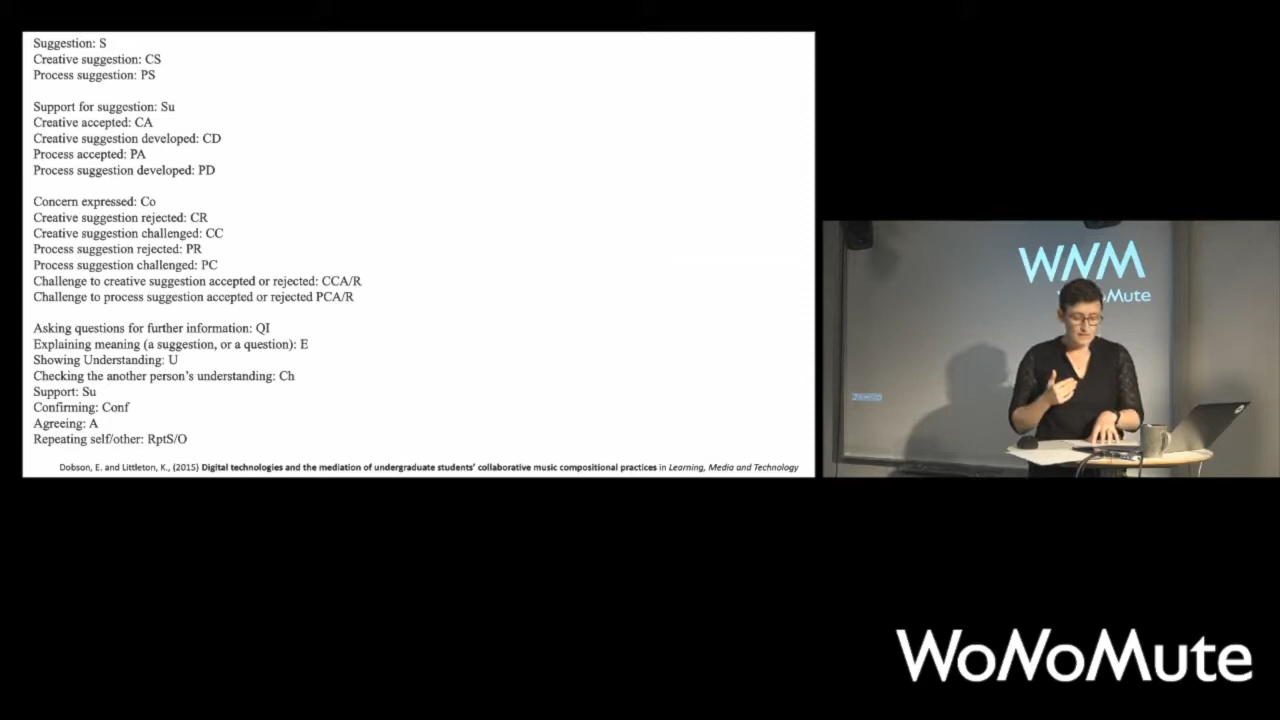 Suggestion: S
Creative suggestion: CS
Process suggestion: PS
Support for suggestion: Su
Creative accepted: CA
Creative suggestion developed: CD
Process accepted: PA
Process suggestion developed: PD
Concern expressed: Co
Creative suggestion rejected: CR
Creative suggestion challenged: CC
Process suggestion rejected: PR
Process suggestion challenged: PC
Challenge to creative suggestion accepted or rejected: CCA/R
Challenge to process suggestion accepted or rejected PCA/R
Asking questions for further information: QI
Explaining meaning (a suggestion, or a question): E
Showing Understanding: U
Checking the another person's understanding: Ch
Support: Su
Confirming: Conf
Agreeing: A
Repeating self/other: RptS/O
Dobson, E. and Littleton, K., (2015) Digital technologies and the mediation of undergraduate students' collaborative music compositional practices in Learning, Media and Technology
WNM
Mute
WoNoMute